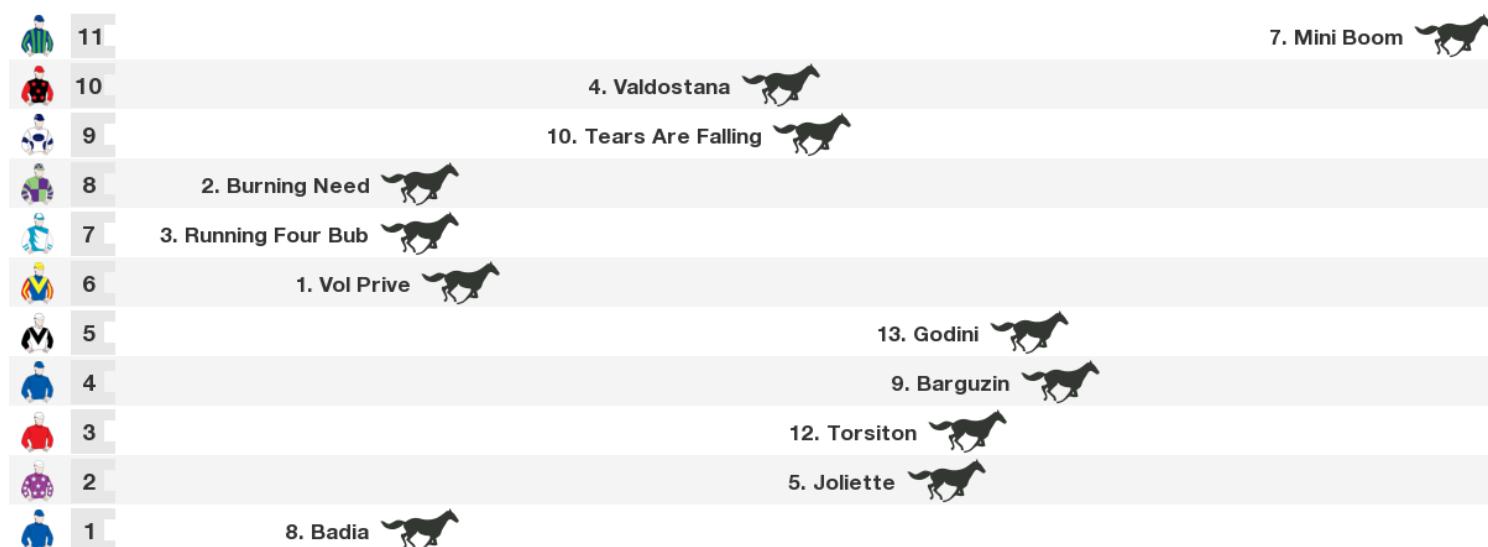 11 7. Mini Boom
10 4. Valdostana
9 10. Tears Are Falling
8 2. Burning Need
7 3. Running Four Bub
6 1. Vol Prive
5 13. Godini
4 9. Barguzin
3 12. Torsiton
2 5. Joliette
1 8. Badia